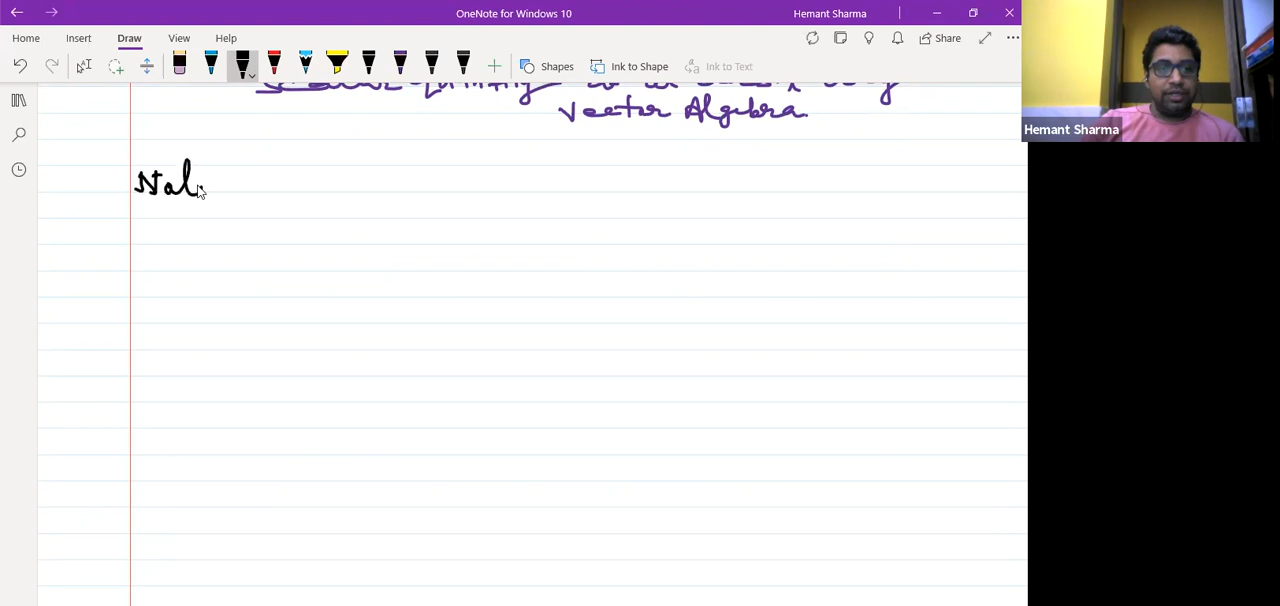 OneNote for Windows 10
Hemant Sharma
Home Insert Draw View Help
Share
Shapes Ink to Shape Ink to Text
Vector Algebra.
Hemant Sharma